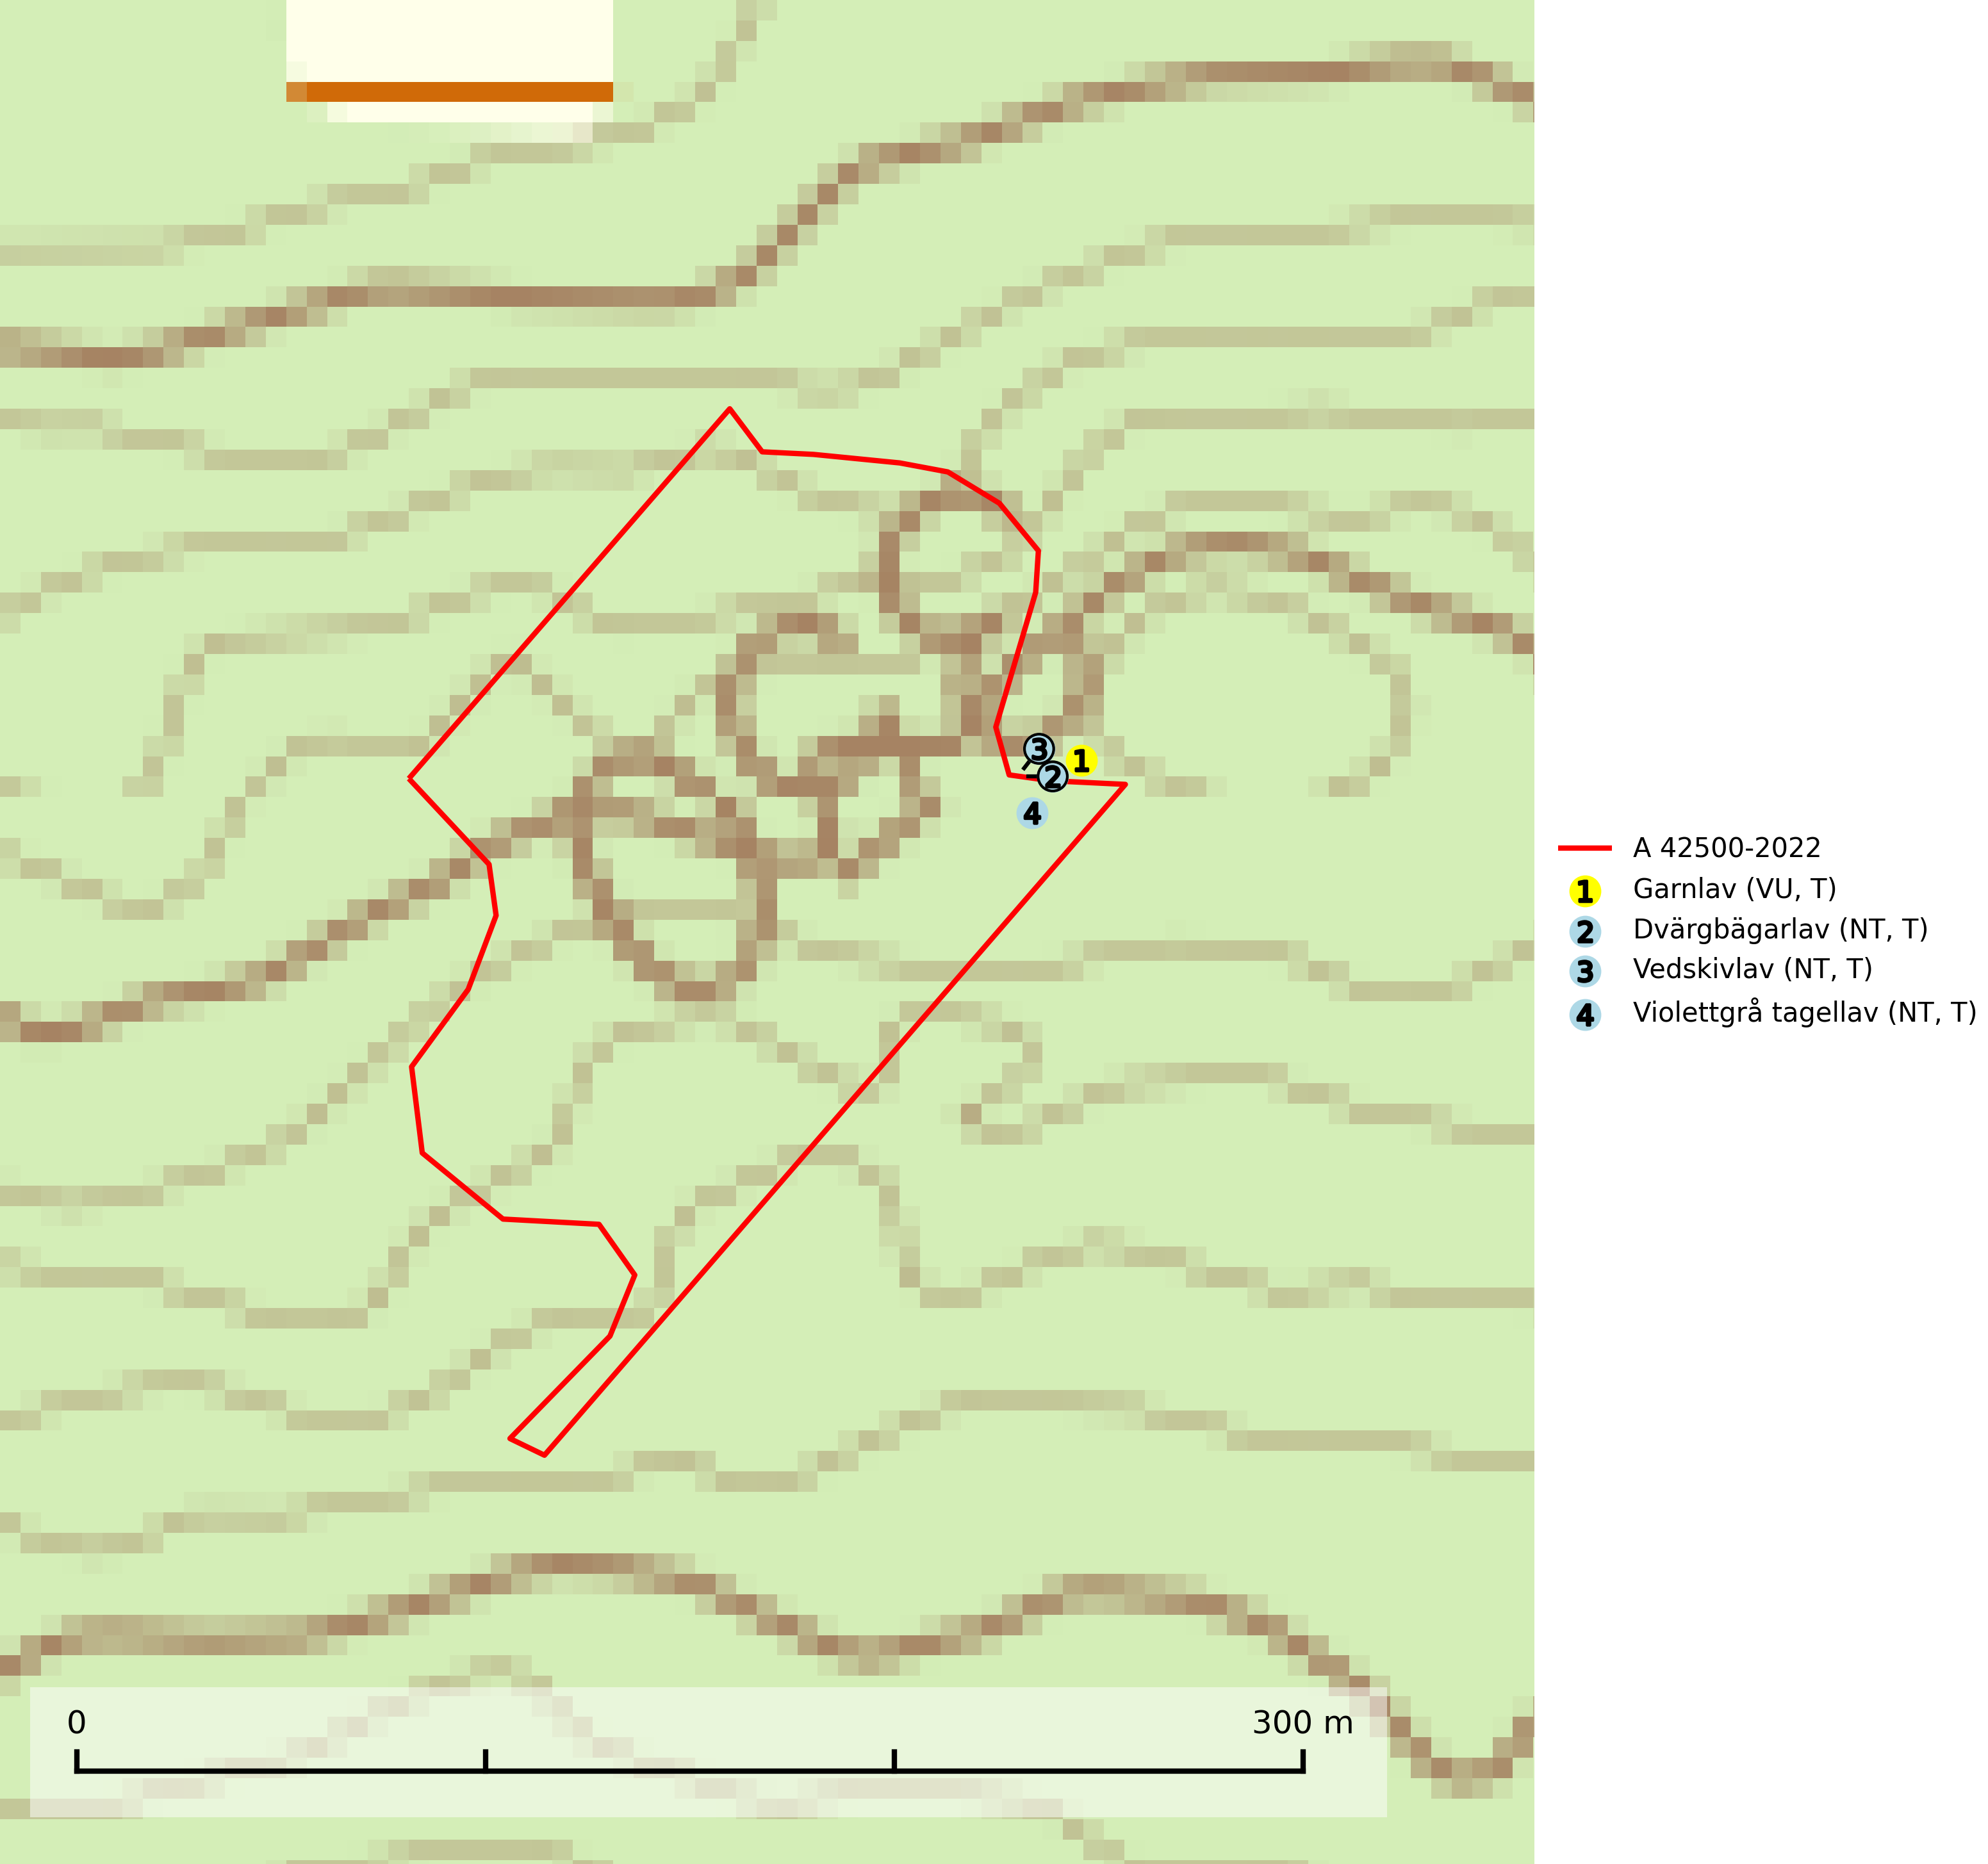 3
1
2
4
A 42500-2022
1 Garnlav (VU, T)
2 Dvärgbägarlav (NT, T)
3 Vedskivlav (NT, T)
4 Violettgrå tagellav (NT, T)
0 300 m